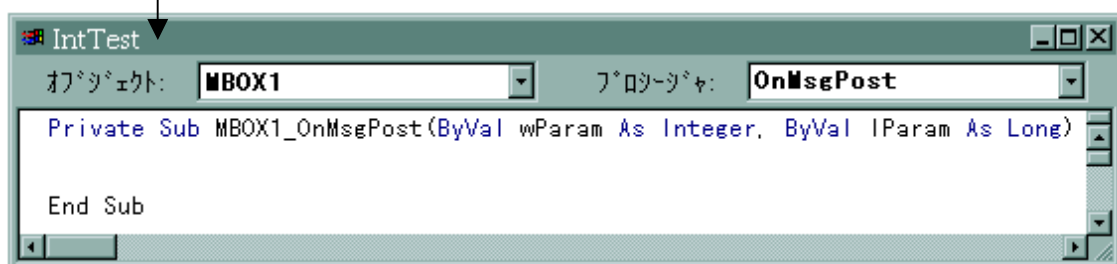 IntTest
ｵﾌﾞｼﾞｪｸﾄ: MBOX1 ﾌﾟﾛｼｰｼﾞｬ: OnMsgPost
Private Sub MBOX1_OnMsgPost(ByVal wParam As Integer, ByVal lParam As Long)
End Sub